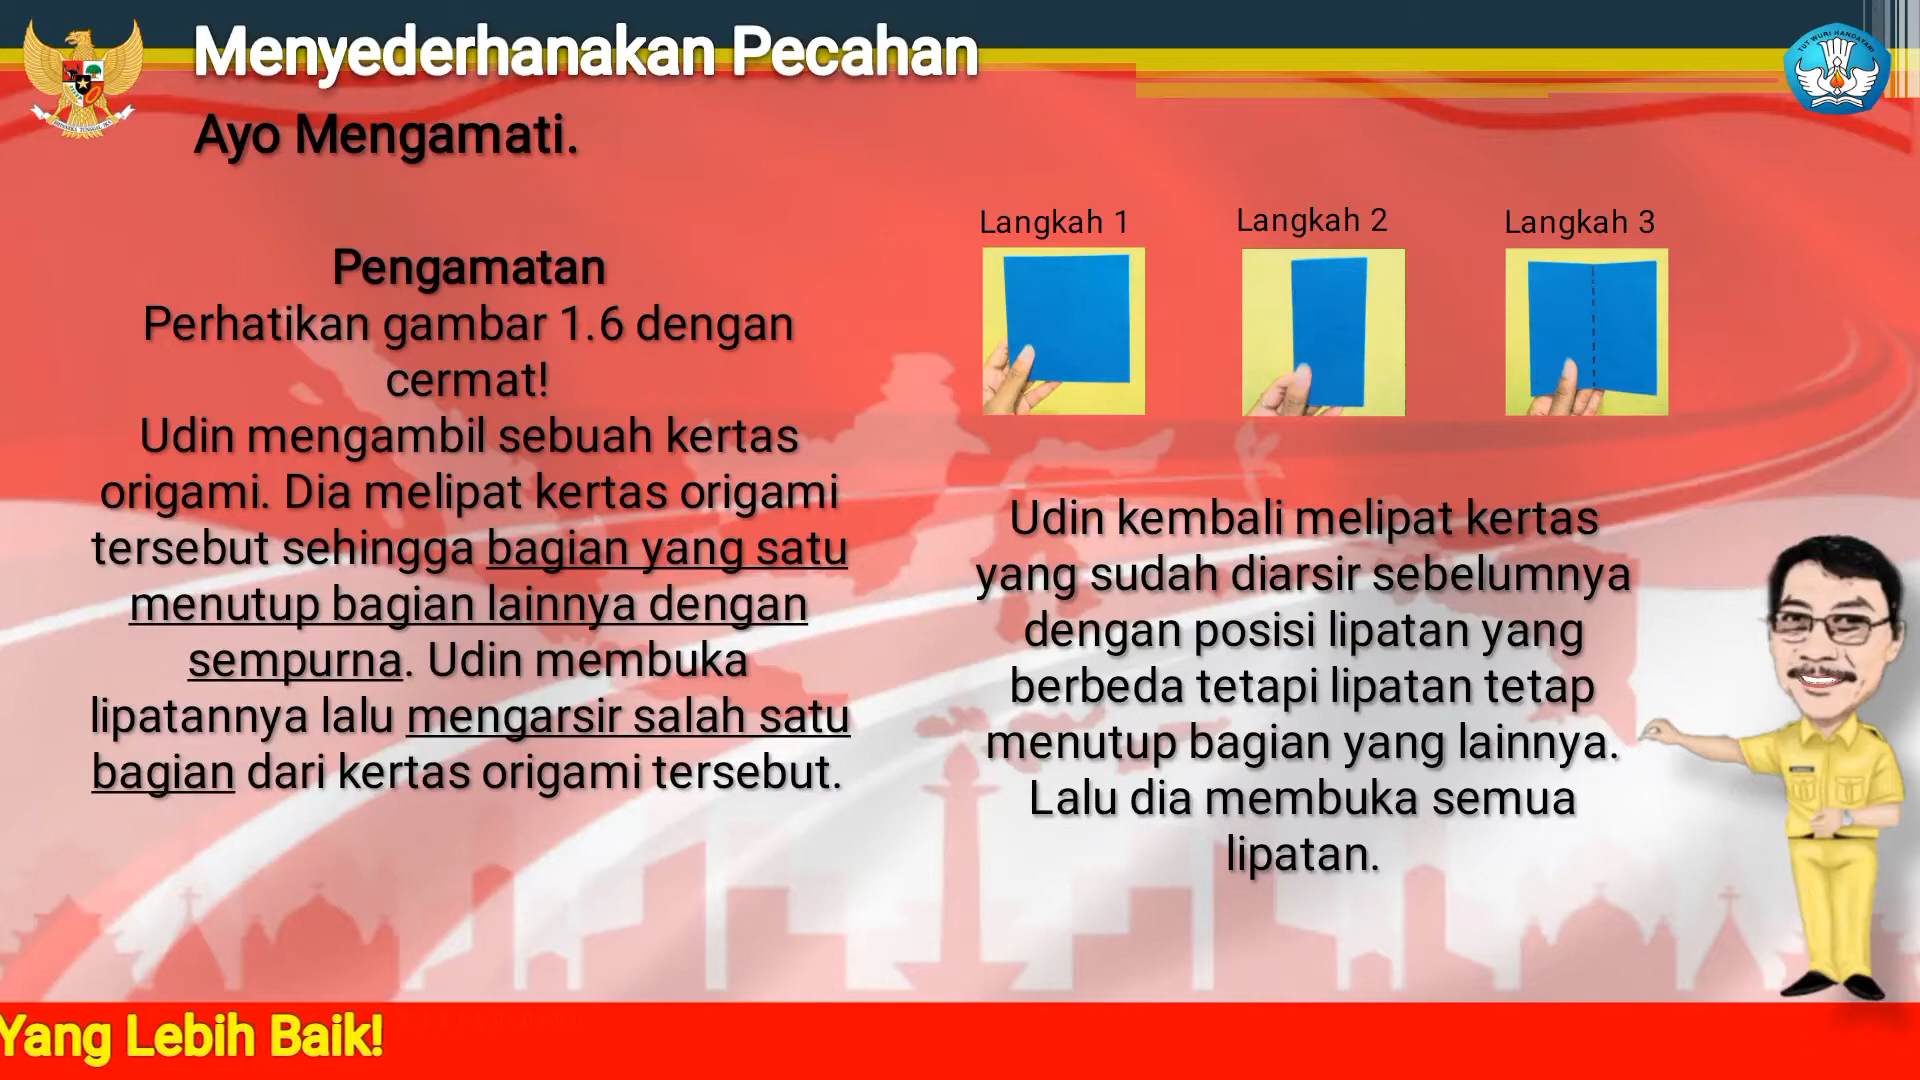 Menyederhanakan Pecahan
Ayo Mengamati.
Pengamatan
Perhatikan gambar 1.6 dengan
cermat!
Udin mengambil sebuah kertas
origami. Dia melipat kertas origami
tersebut sehingga bagian yang satu
menutup bagian lainnya dengan
sempurna. Udin membuka
lipatannya lalu mengarsir salah satu
bagian dari kertas origami tersebut.
Langkah 1
Langkah 2
Langkah 3
Udin kembali melipat kertas
yang sudah diarsir sebelumnya
dengan posisi lipatan yang
berbeda tetapi lipatan tetap
menutup bagian yang lainnya.
Lalu dia membuka semua
lipatan.
TUT WURI HANDAYANI
Yang Lebih Baik!